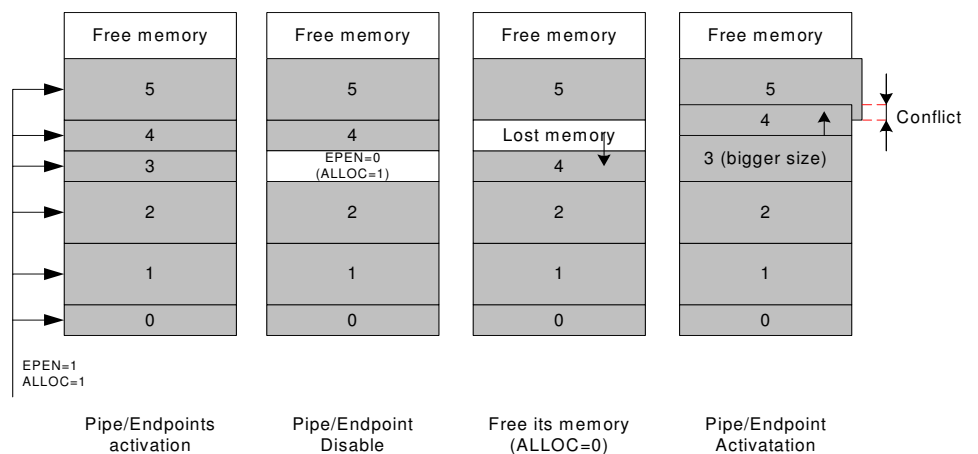 Free memory
5
4
3
2
1
0
EPEN=1
ALLOC=1
Pipe/Endpoints
activation
Free memory
5
4
EPEN=0
(ALLOC=1)
2
1
0
Pipe/Endpoint
Disable
Free memory
5
Lost memory
4
2
1
0
Free its memory
(ALLOC=0)
Free memory
5
4
3 (bigger size)
2
1
0
Conflict
Pipe/Endpoint
Activatation